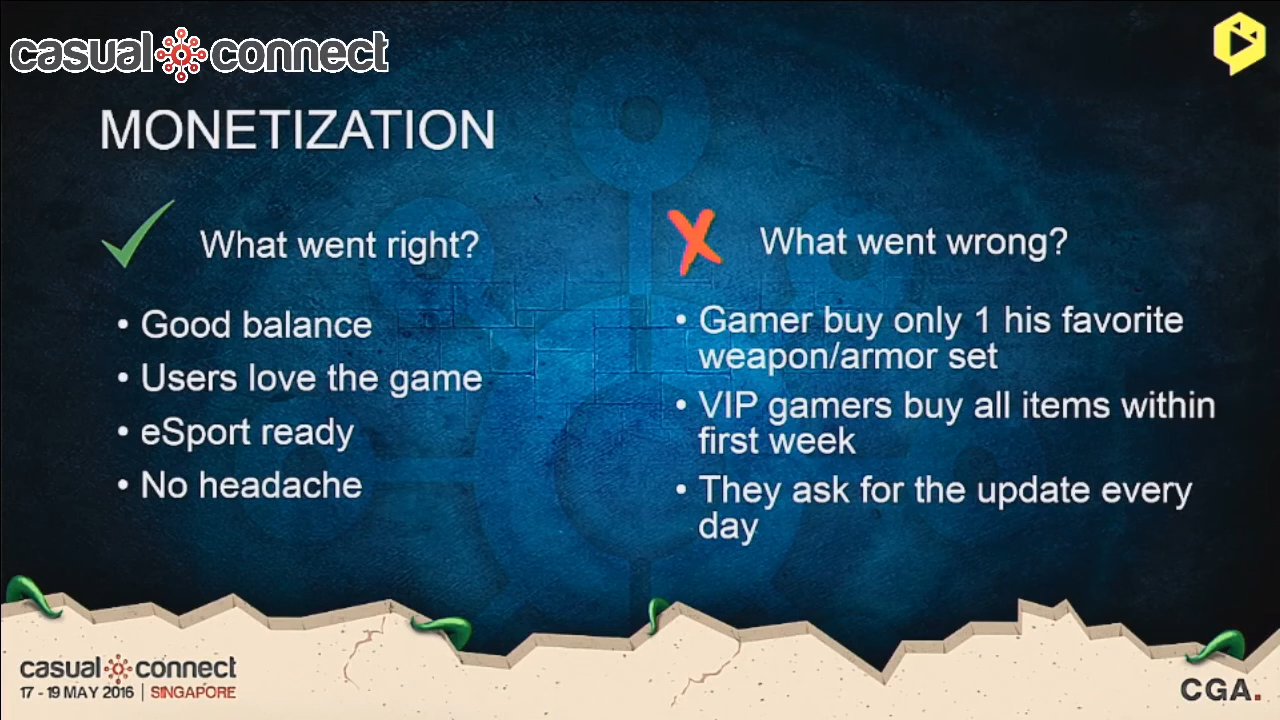 casual connect
MONETIZATION
What went right?
• Good balance
• Users love the game
• eSport ready
• No headache
What went wrong?
• Gamer buy only 1 his favorite
weapon/armor set
• VIP gamers buy all items within
first week
• They ask for the update every
day
casual connect
17 - 19 MAY 2016 | SINGAPORE
CGA.